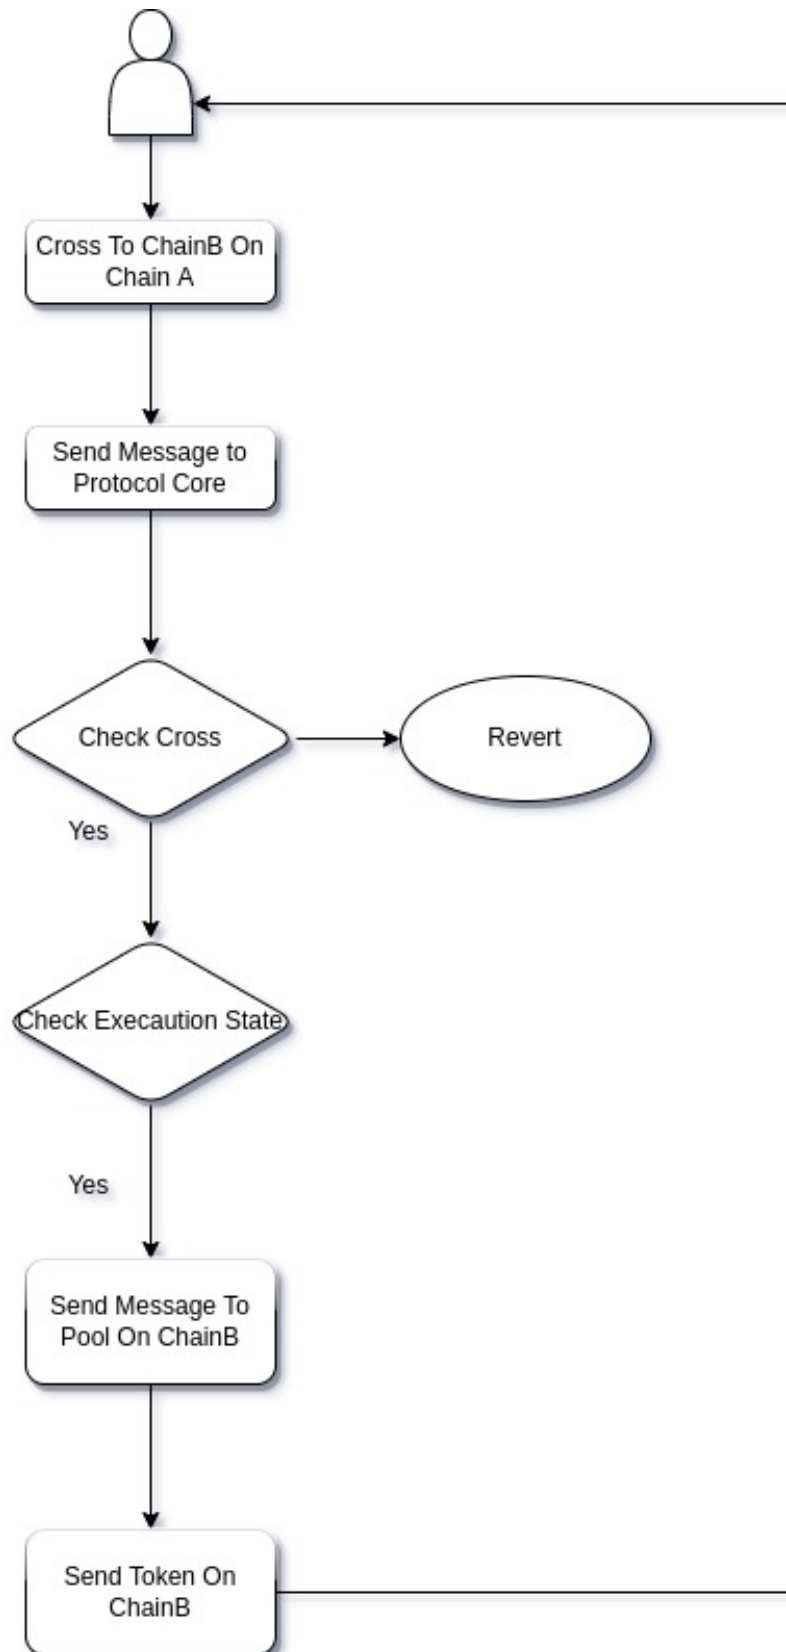 Cross To ChainB On
Chain A
Send Message to
Protocol Core
Check Cross
Revert
Yes
Check Execaution State
Yes
Send Message To
Pool On ChainB
Send Token On
ChainB